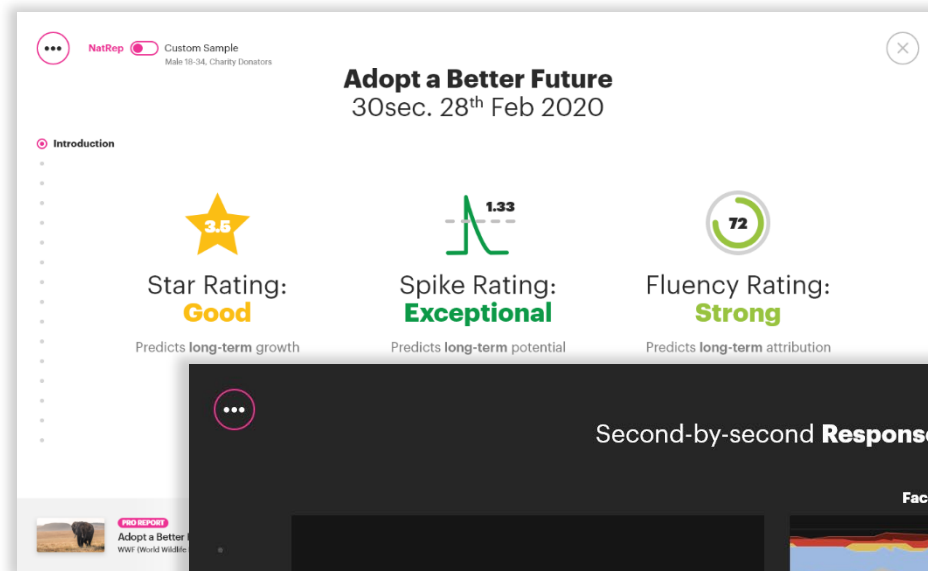 NatRep Custom Sample
Male 18-34, Charity Donators
Adopt a Better Future
30sec. 28th Feb 2020
Introduction
3.5
1.33
72
Star Rating:
Good
Predicts long-term growth
Spike Rating:
Exceptional
Predicts long-term potential
Fluency Rating:
Strong
Predicts long-term attribution
Second-by-second Response
Fac
PRO REPORT
Adopt a Better
WWF (World Wildlife